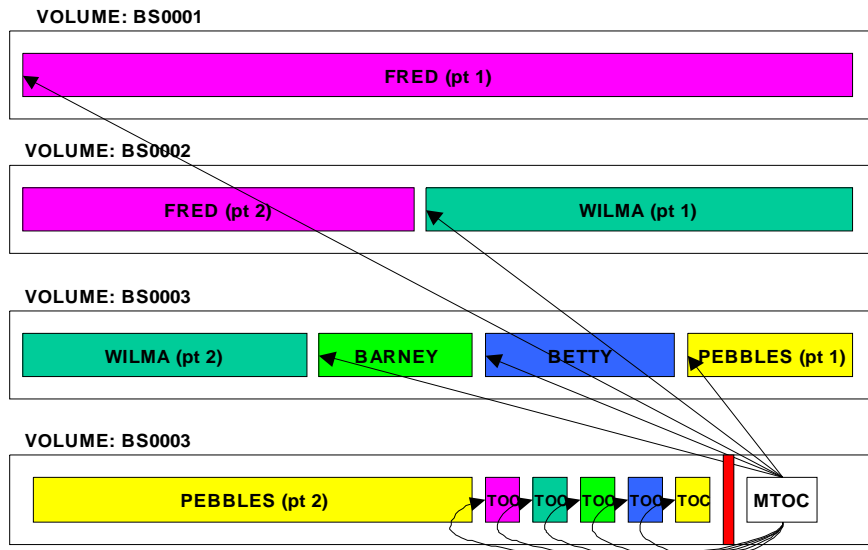 VOLUME: BS0001
FRED (pt 1)
VOLUME: BS0002
FRED (pt 2) WILMA (pt 1)
VOLUME: BS0003
WILMA (pt 2) BARNEY BETTY PEBBLES (pt 1)
VOLUME: BS0003
PEBBLES (pt 2) TOC TOC TOC TOC TOC MTOC